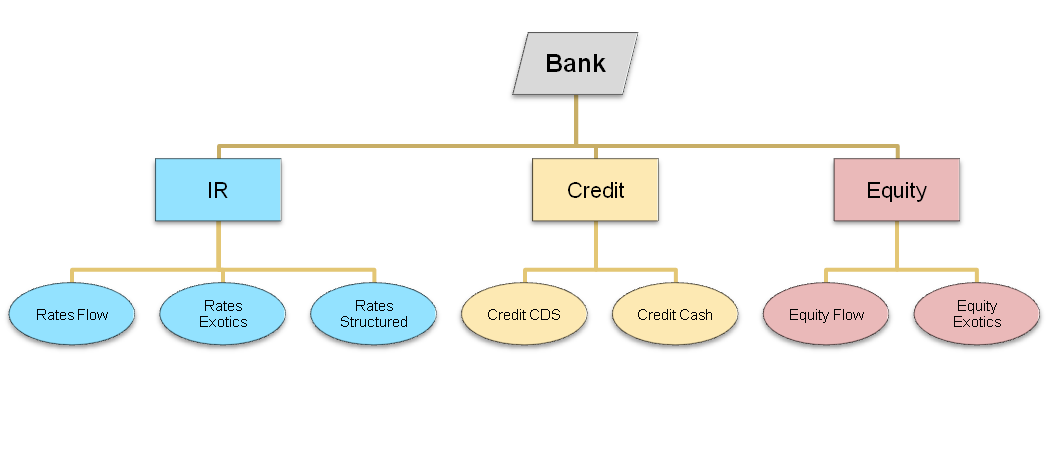 Bank
IR
Credit
Equity
Rates Flow
Rates
Exotics
Rates
Structured
Credit CDS
Credit Cash
Equity Flow
Equity
Exotics